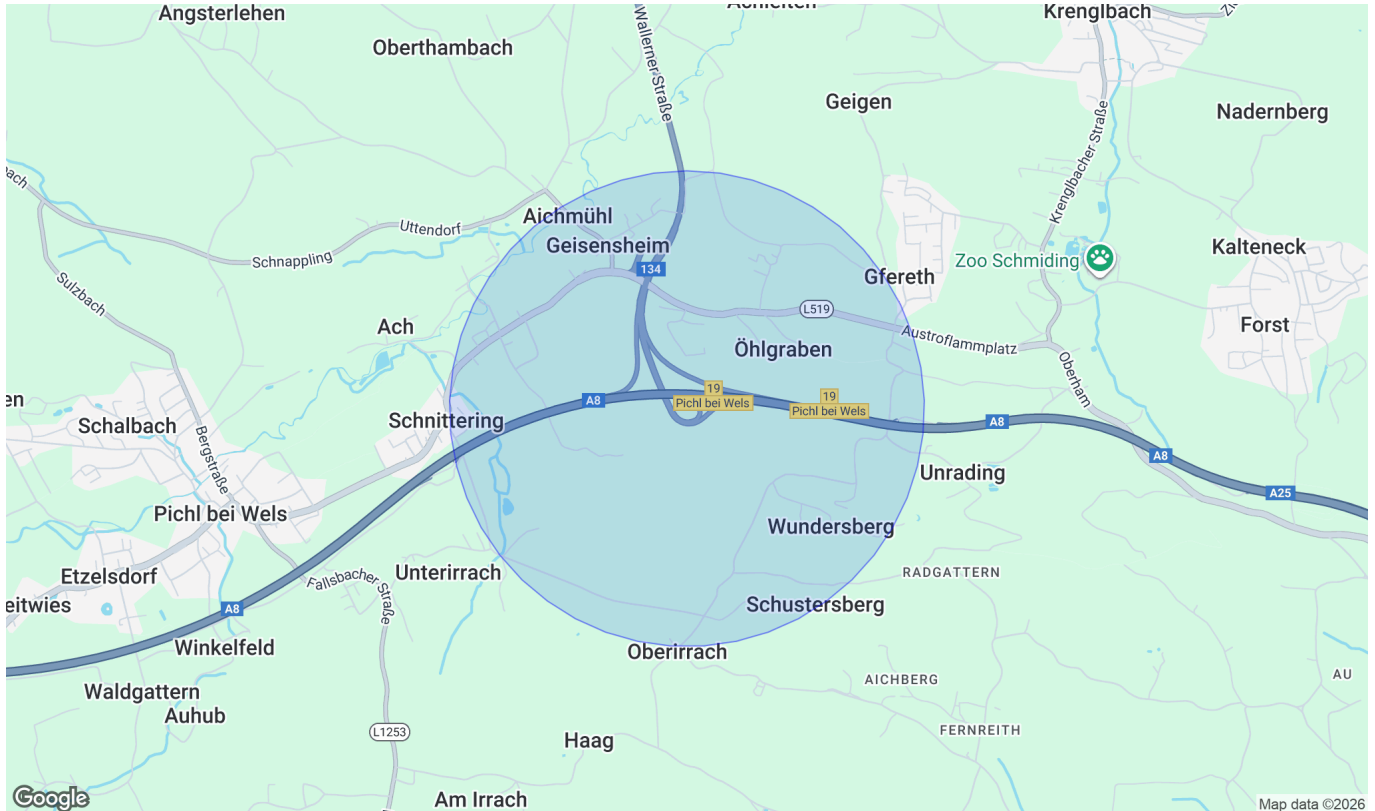 Angsterlehen
Oberthambach
Wallerner Straße
Krenglbach
Geigen
Nadernberg
Krenglbacher Straße
Aichmühl
Uttendorf
Geisensheim
Schnappling
134
Zoo Schmiding
Kalteneck
Gfereth
Sulzbach
L519
Ach
Austroflammplatz
Forst
Öhlgraben
Oberham
19
Pichl bei Wels
19
Pichl bei Wels
A8
Schnittering
A8
Schalbach
Bergstraße
A8
Unrading
A25
Pichl bei Wels
Wundersberg
Etzelsdorf
Unterirrach
RADGATTERN
Fallsbacher Straße
eitwies
A8
Schustersberg
Winkelfeld
Oberirrach
AU
AICHBERG
Waldgattern
Auhub
L1253
FERNREITH
Haag
Am Irrach
Google
Map data ©2026